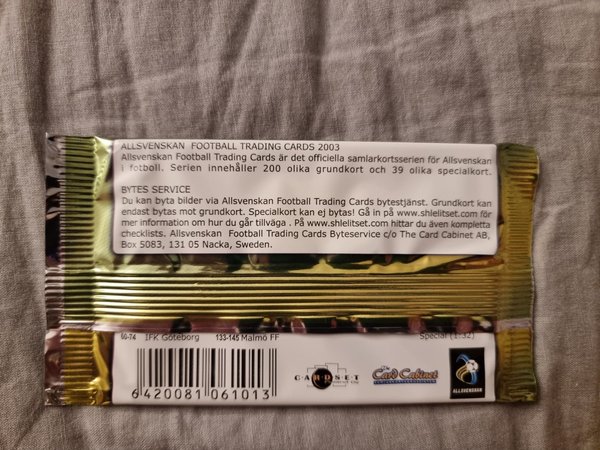 ALLSVENSKAN FOOTBALL TRADING CARDS 2003
Allsvenskan Football Trading Cards är det officiella samlarkortsserien för Allsvenskan
i fotboll. Serien innehåller 200 olika grundkort och 39 olika specialkort.
BYTES SERVICE
Du kan byta bilder via Allsvenskan Football Trading Cards bytestjänst. Grundkort kan
endast bytas mot grundkort. Specialkort kan ej bytas! Gå in på www.shlelitset.com för
mer information om hur du går tillväga . På www.shlelitset.com hittar du även kompletta
checklists. Allsvenskan Football Trading Cards Byteservice c/o The Card Cabinet AB,
Box 5083, 131 05 Nacka, Sweden.
60-74 IFK Göteborg 133-145 Malmö FF Special (1:32)
6 420081 061013
CARDSET
The Card Cabinet
ALLSVENSKAN